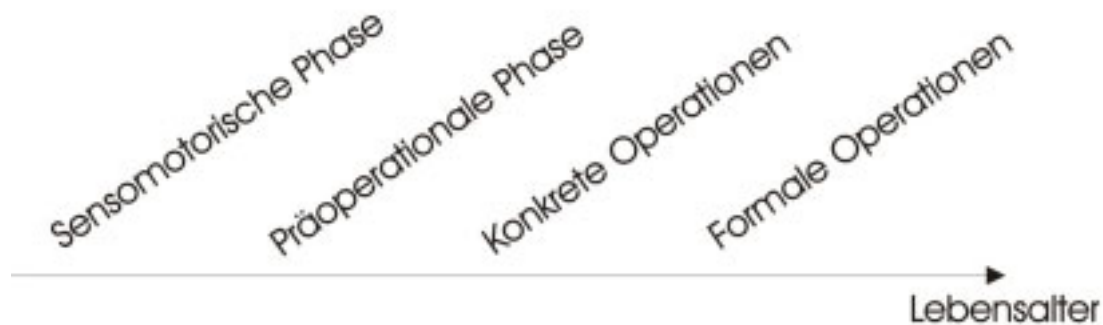 Sensomotorische Phase
Präoperationale Phase
Konkrete Operationen
Formale Operationen
Lebensalter